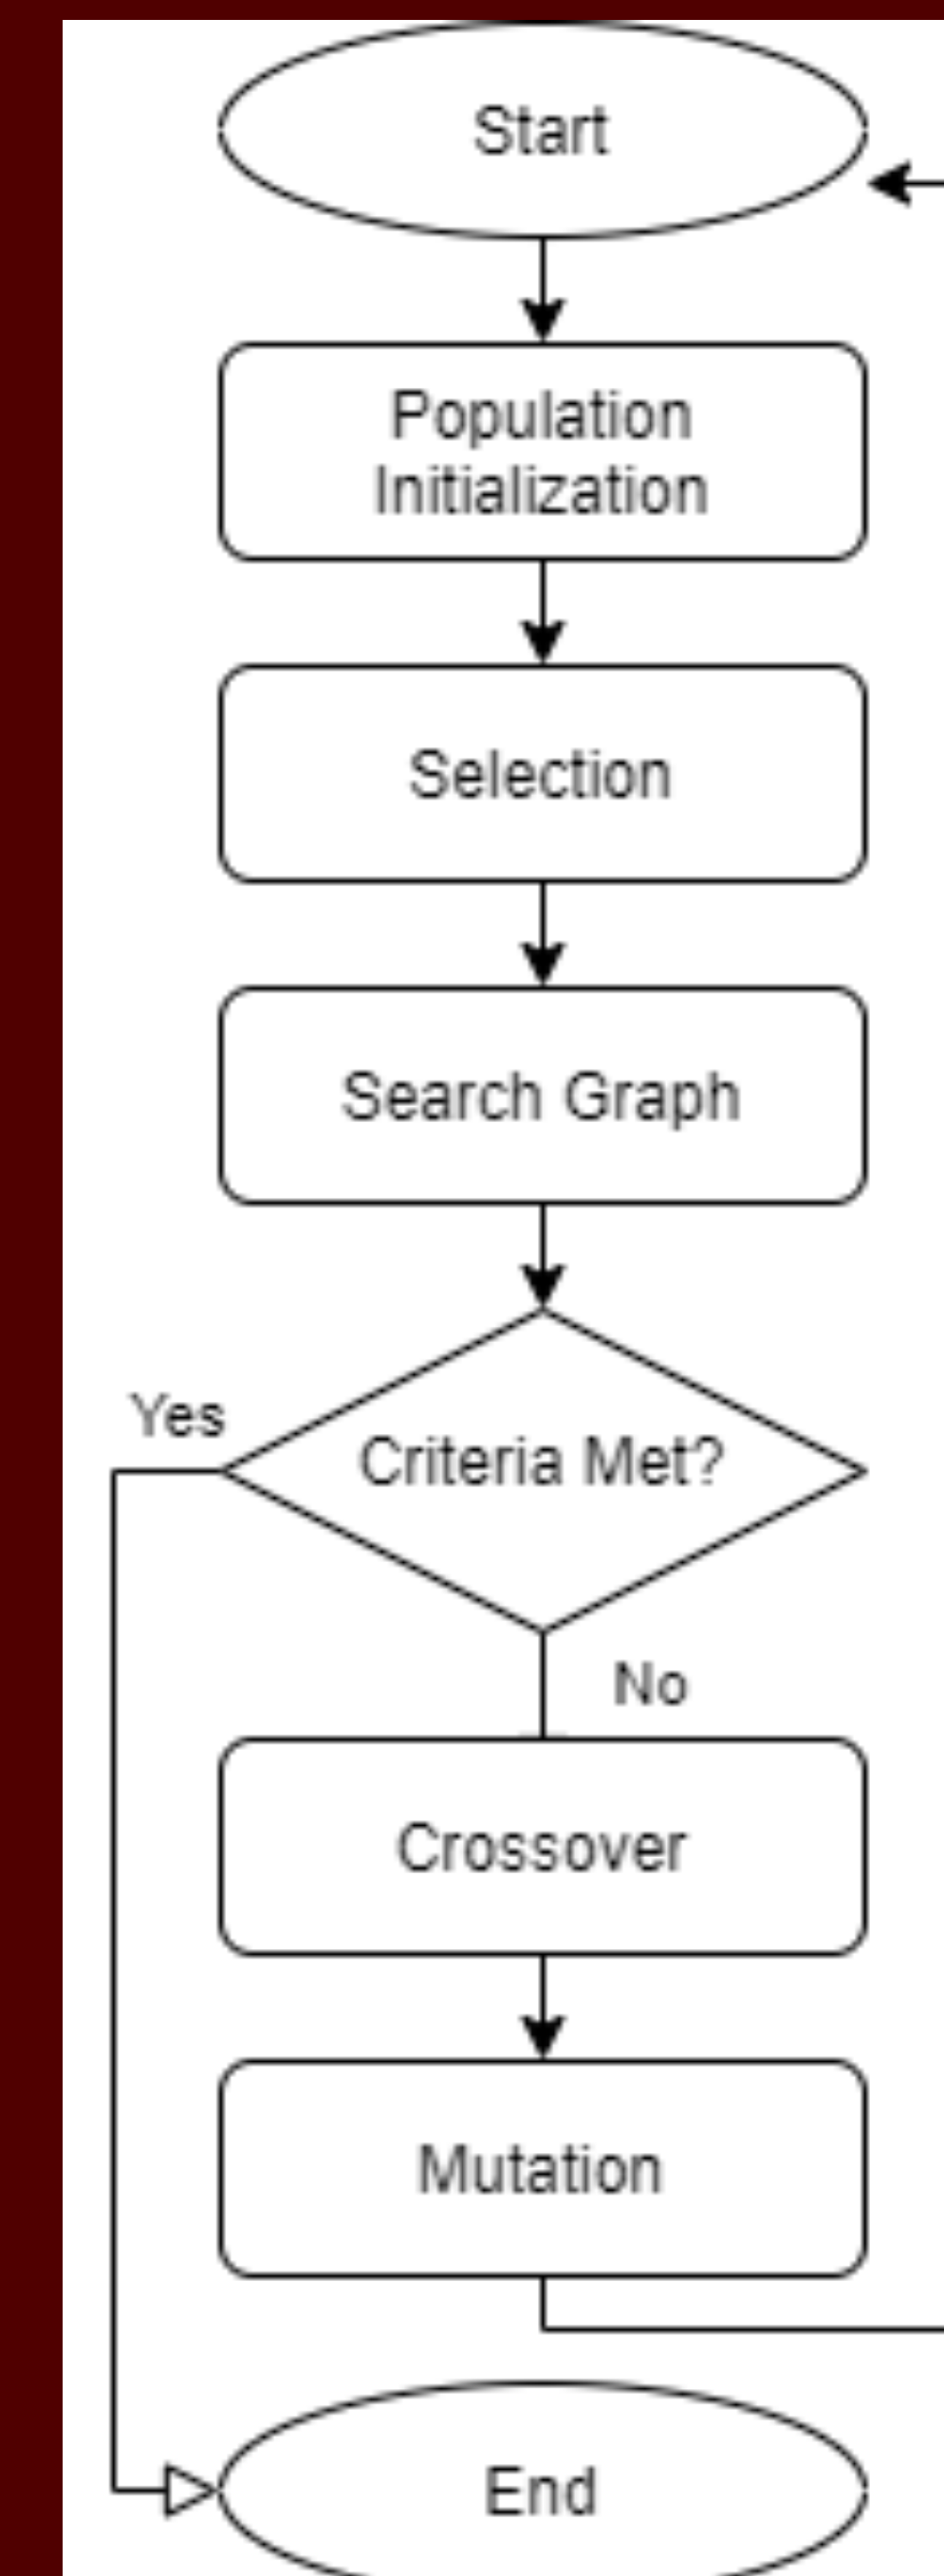 Start
Population
Initialization
Selection
Search Graph
Yes
Criteria Met?
No
Crossover
Mutation
End